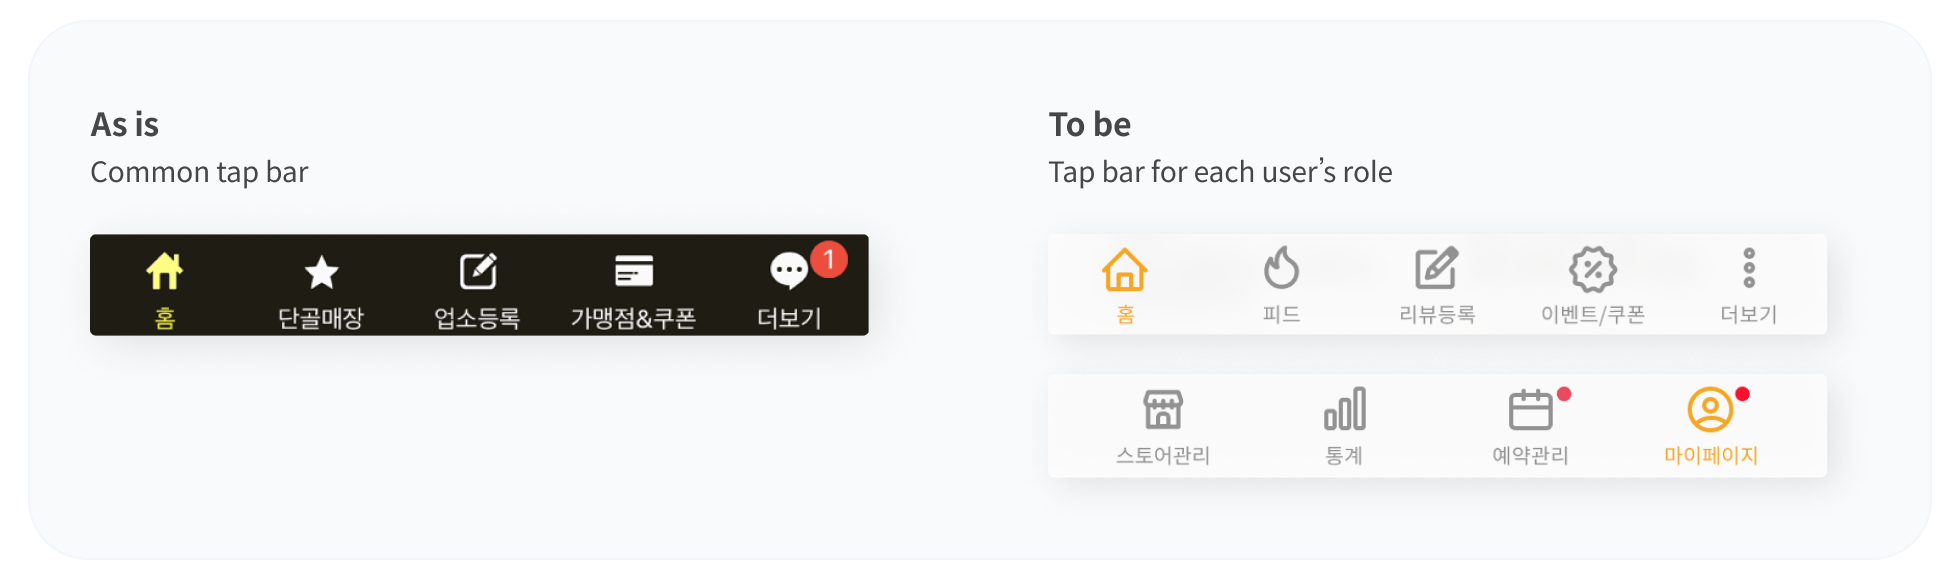 As is
Common tap bar
1
홈 단골매장 업소등록 가맹점&쿠폰 더보기
To be
Tap bar for each user’s role
홈 피드 리뷰등록 이벤트/쿠폰 더보기
스토어관리 통계 예약관리 마이페이지